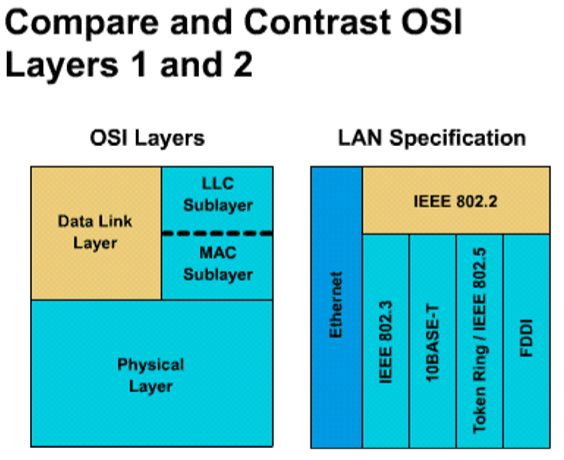 Compare and Contrast OSI
Layers 1 and 2
OSI Layers
LAN Specification
Data Link
Layer
LLC
Sublayer
MAC
Sublayer
Physical
Layer
Ethernet
IEEE 802.2
IEEE 802.3
10BASE-T
Token Ring / IEEE 802.5
FDDI